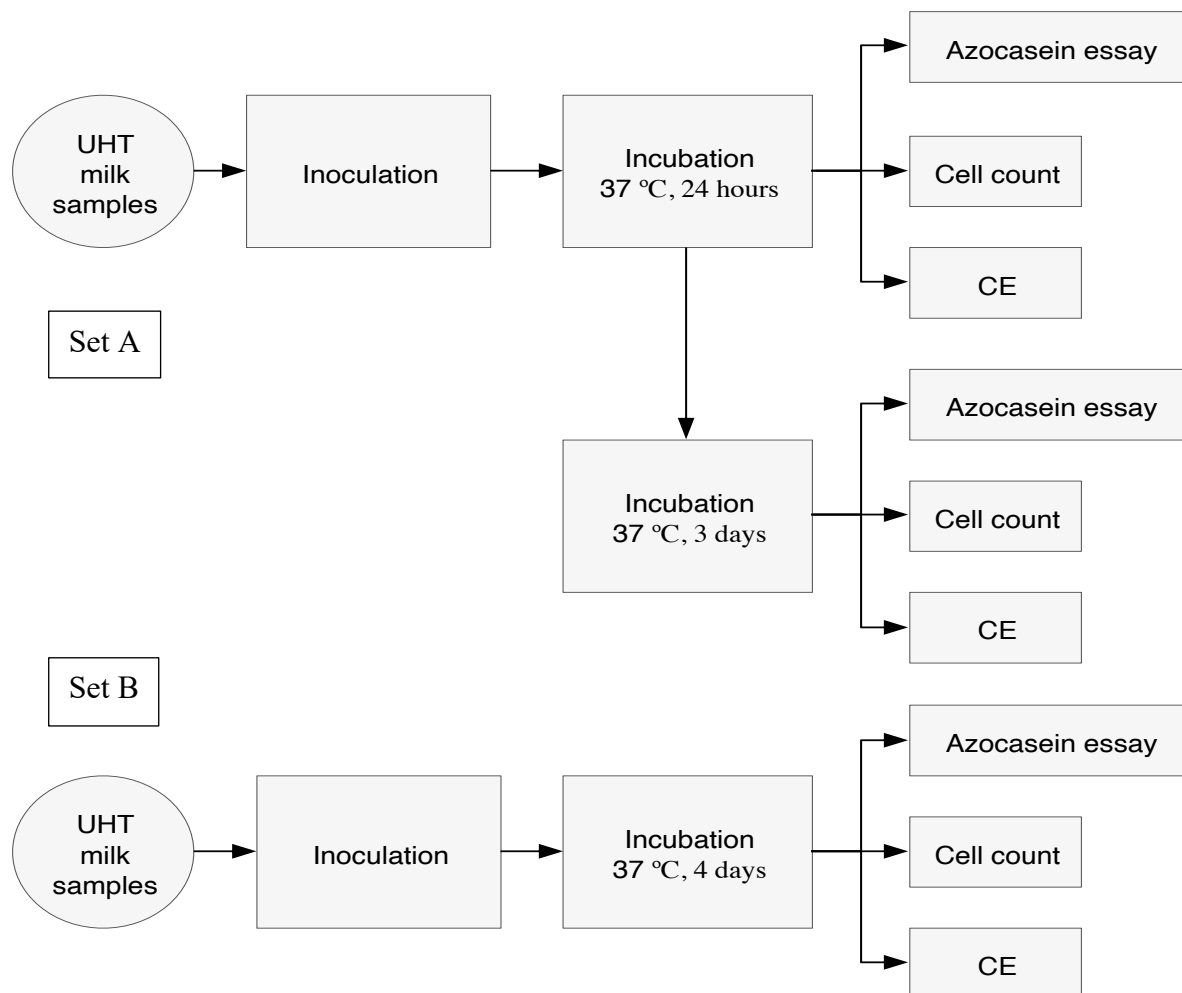 Azocasein essay
UHT
milk
samples
Inoculation
Incubation
37 ºC, 24 hours
Cell count
CE
Set A
Azocasein essay
Incubation
37 ºC, 3 days
Cell count
CE
Set B
Azocasein essay
UHT
milk
samples
Inoculation
Incubation
37 ºC, 4 days
Cell count
CE